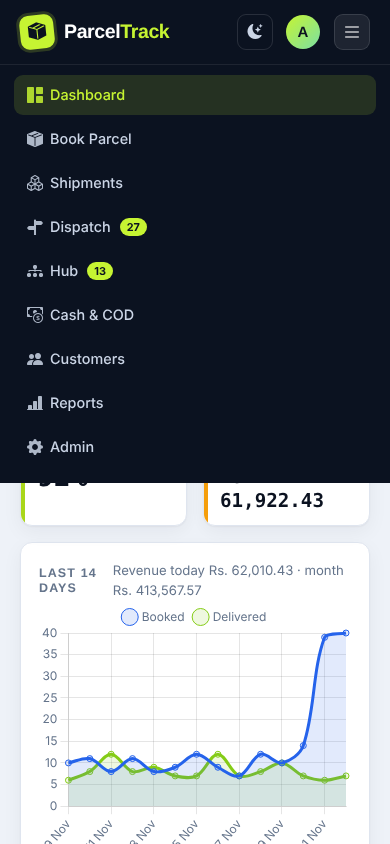 ParcelTrack
A
Dashboard
Book Parcel
Shipments
Dispatch 27
Hub 13
Cash & COD
Customers
Reports
Admin
61,922.43
LAST 14 DAYS
Revenue today Rs. 62,010.43 · month
Rs. 413,567.57
Booked Delivered
40
35
30
25
20
15
10
5
0